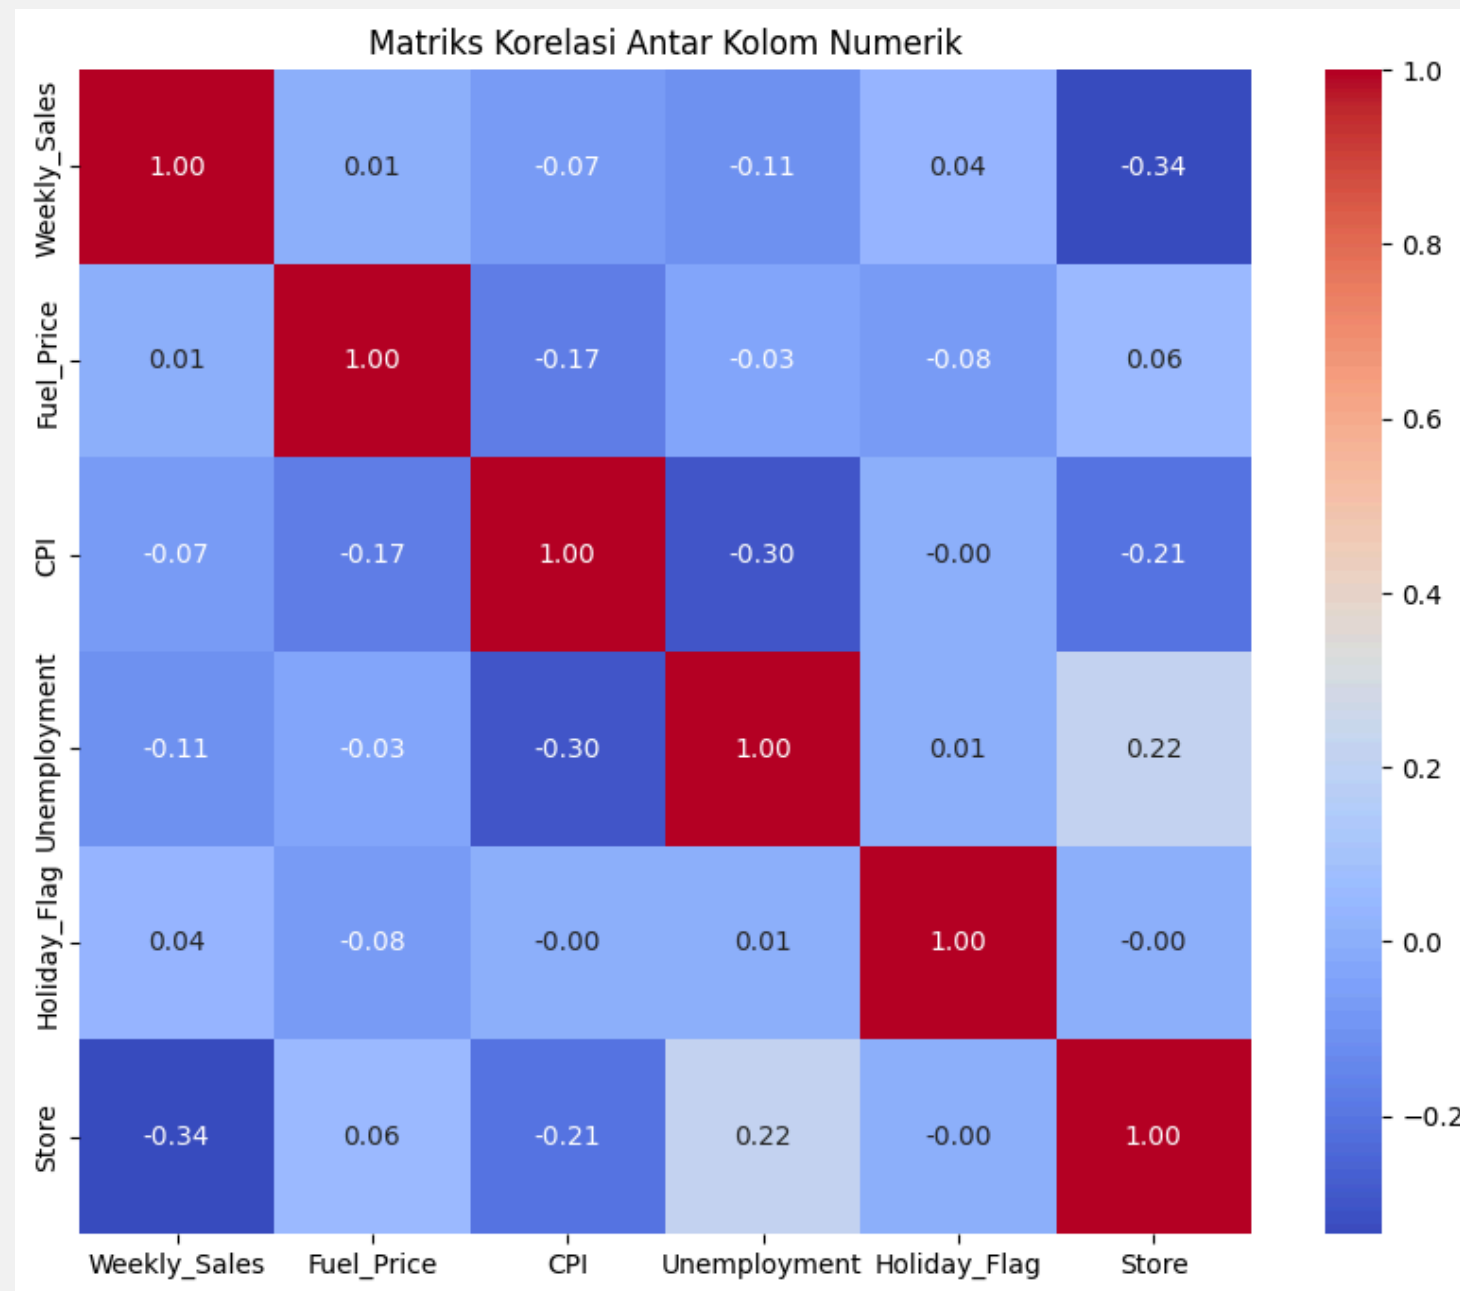 Matriks Korelasi Antar Kolom Numerik
Weekly_Sales 1.00 0.01 -0.07 -0.11 0.04 -0.34
Fuel_Price 0.01 1.00 -0.17 -0.03 -0.08 0.06
CPI -0.07 -0.17 1.00 -0.30 -0.00 -0.21
Unemployment -0.11 -0.03 -0.30 1.00 0.01 0.22
Holiday_Flag 0.04 -0.08 -0.00 0.01 1.00 -0.00
Store -0.34 0.06 -0.21 0.22 -0.00 1.00
Weekly_Sales Fuel_Price CPI Unemployment Holiday_Flag Store
1.0
0.8
0.6
0.4
0.2
0.0
−0.2